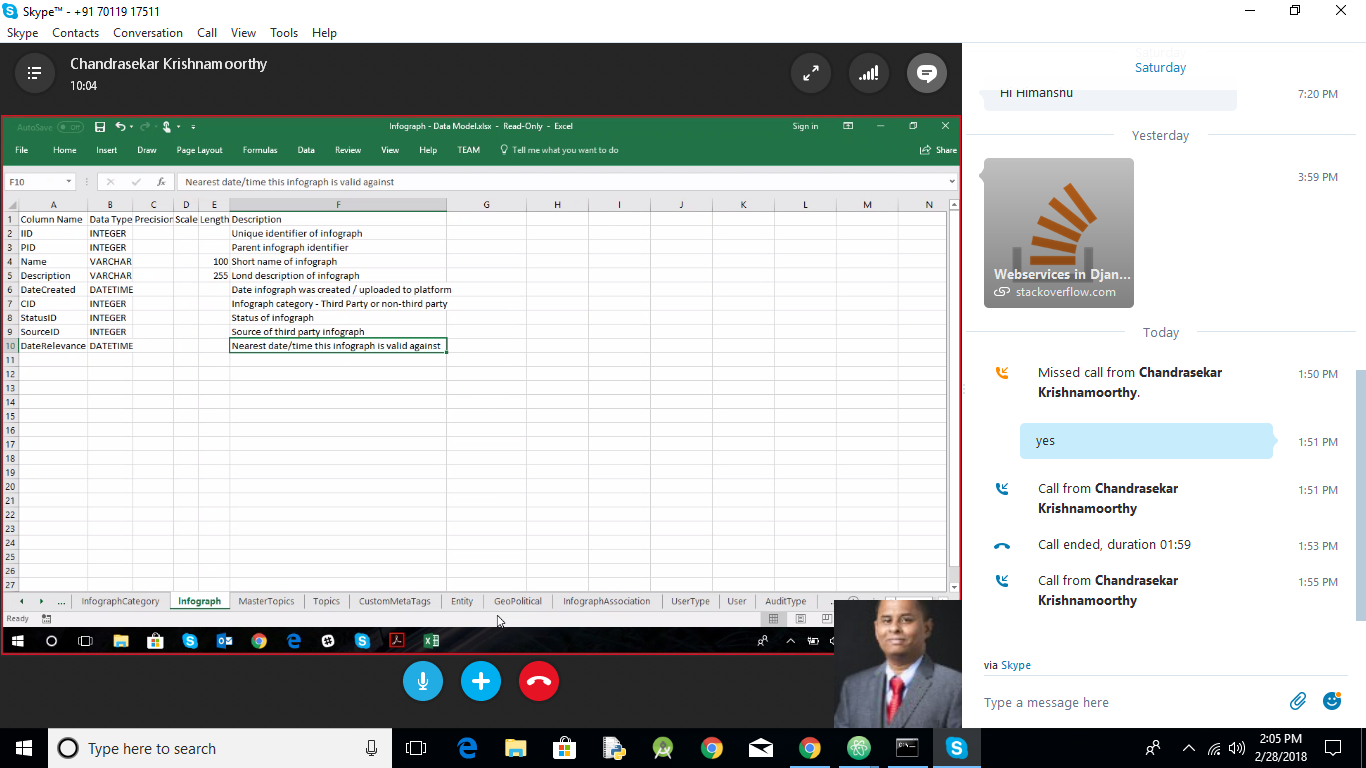 Skype™ - +91 70119 17511
Skype Contacts Conversation Call View Tools Help
Chandrasekar Krishnamoorthy
10:04
AutoSave Off Infograph - Data Model.xlsx - Read-Only - Excel Sign in
File Home Insert Draw Page Layout Formulas Data Review View Help TEAM Tell me what you want to do Share
F10 fx Nearest date/time this infograph is valid against
A B C D E F G H I J K L M N
1 Column Name Data Type Precision Scale Length Description
2 IID INTEGER Unique identifier of infograph
3 PID INTEGER Parent infograph identifier
4 Name VARCHAR 100 Short name of infograph
5 Description VARCHAR 255 Lond description of infograph
6 DateCreated DATETIME Date infograph was created / uploaded to platform
7 CID INTEGER Infograph category - Third Party or non-third party
8 StatusID INTEGER Status of infograph
9 SourceID INTEGER Source of third party infograph
10 DateRelevance DATETIME Nearest date/time this infograph is valid against
11
12
13
14
15
16
17
18
19
20
21
22
23
24
25
26
27
... InfographCategory Infograph MasterTopics Topics CustomMetaTags Entity GeoPolitical InfographAssociation UserType User AuditType ...
Ready
Saturday
Hi Himanshu 7:20 PM
Yesterday
3:59 PM
Webservices in Djan...
stackoverflow.com
Today
Missed call from Chandrasekar 1:50 PM
Krishnamoorthy.
yes 1:51 PM
Call from Chandrasekar 1:51 PM
Krishnamoorthy
Call ended, duration 01:59 1:53 PM
Call from Chandrasekar 1:55 PM
Krishnamoorthy
via Skype
Type a message here
Type here to search
2:05 PM
2/28/2018